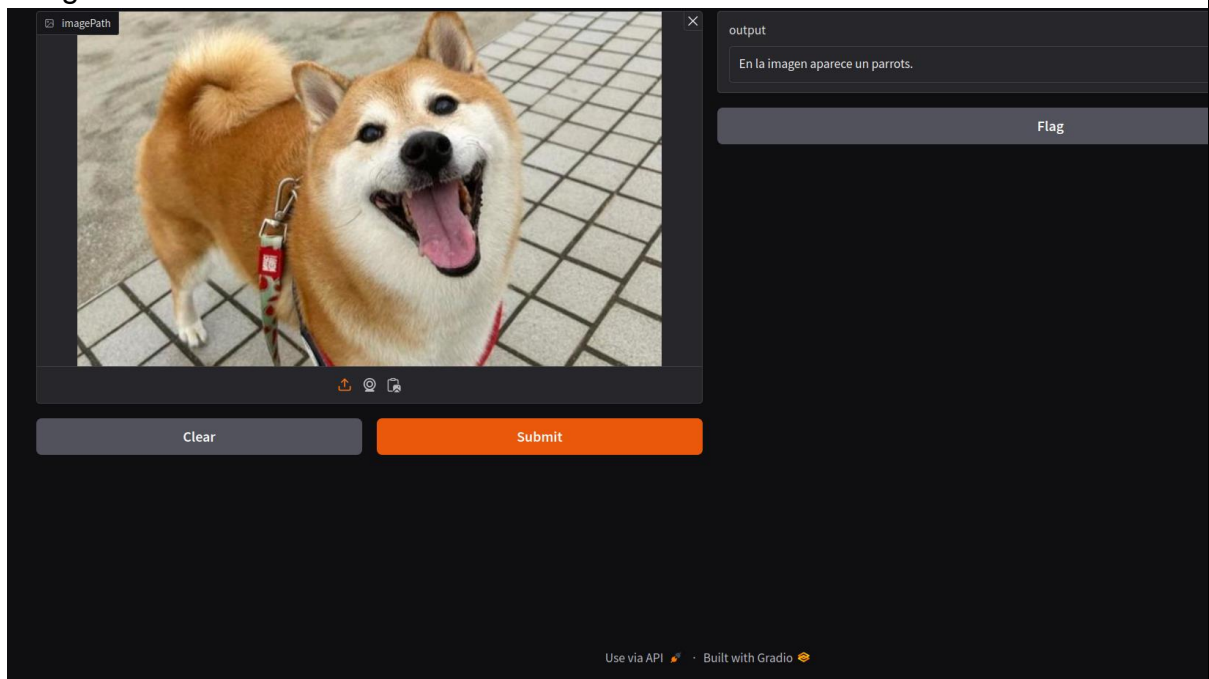 imagePath
output
En la imagen aparece un parrots.
Flag
Clear
Submit
Use via API · Built with Gradio